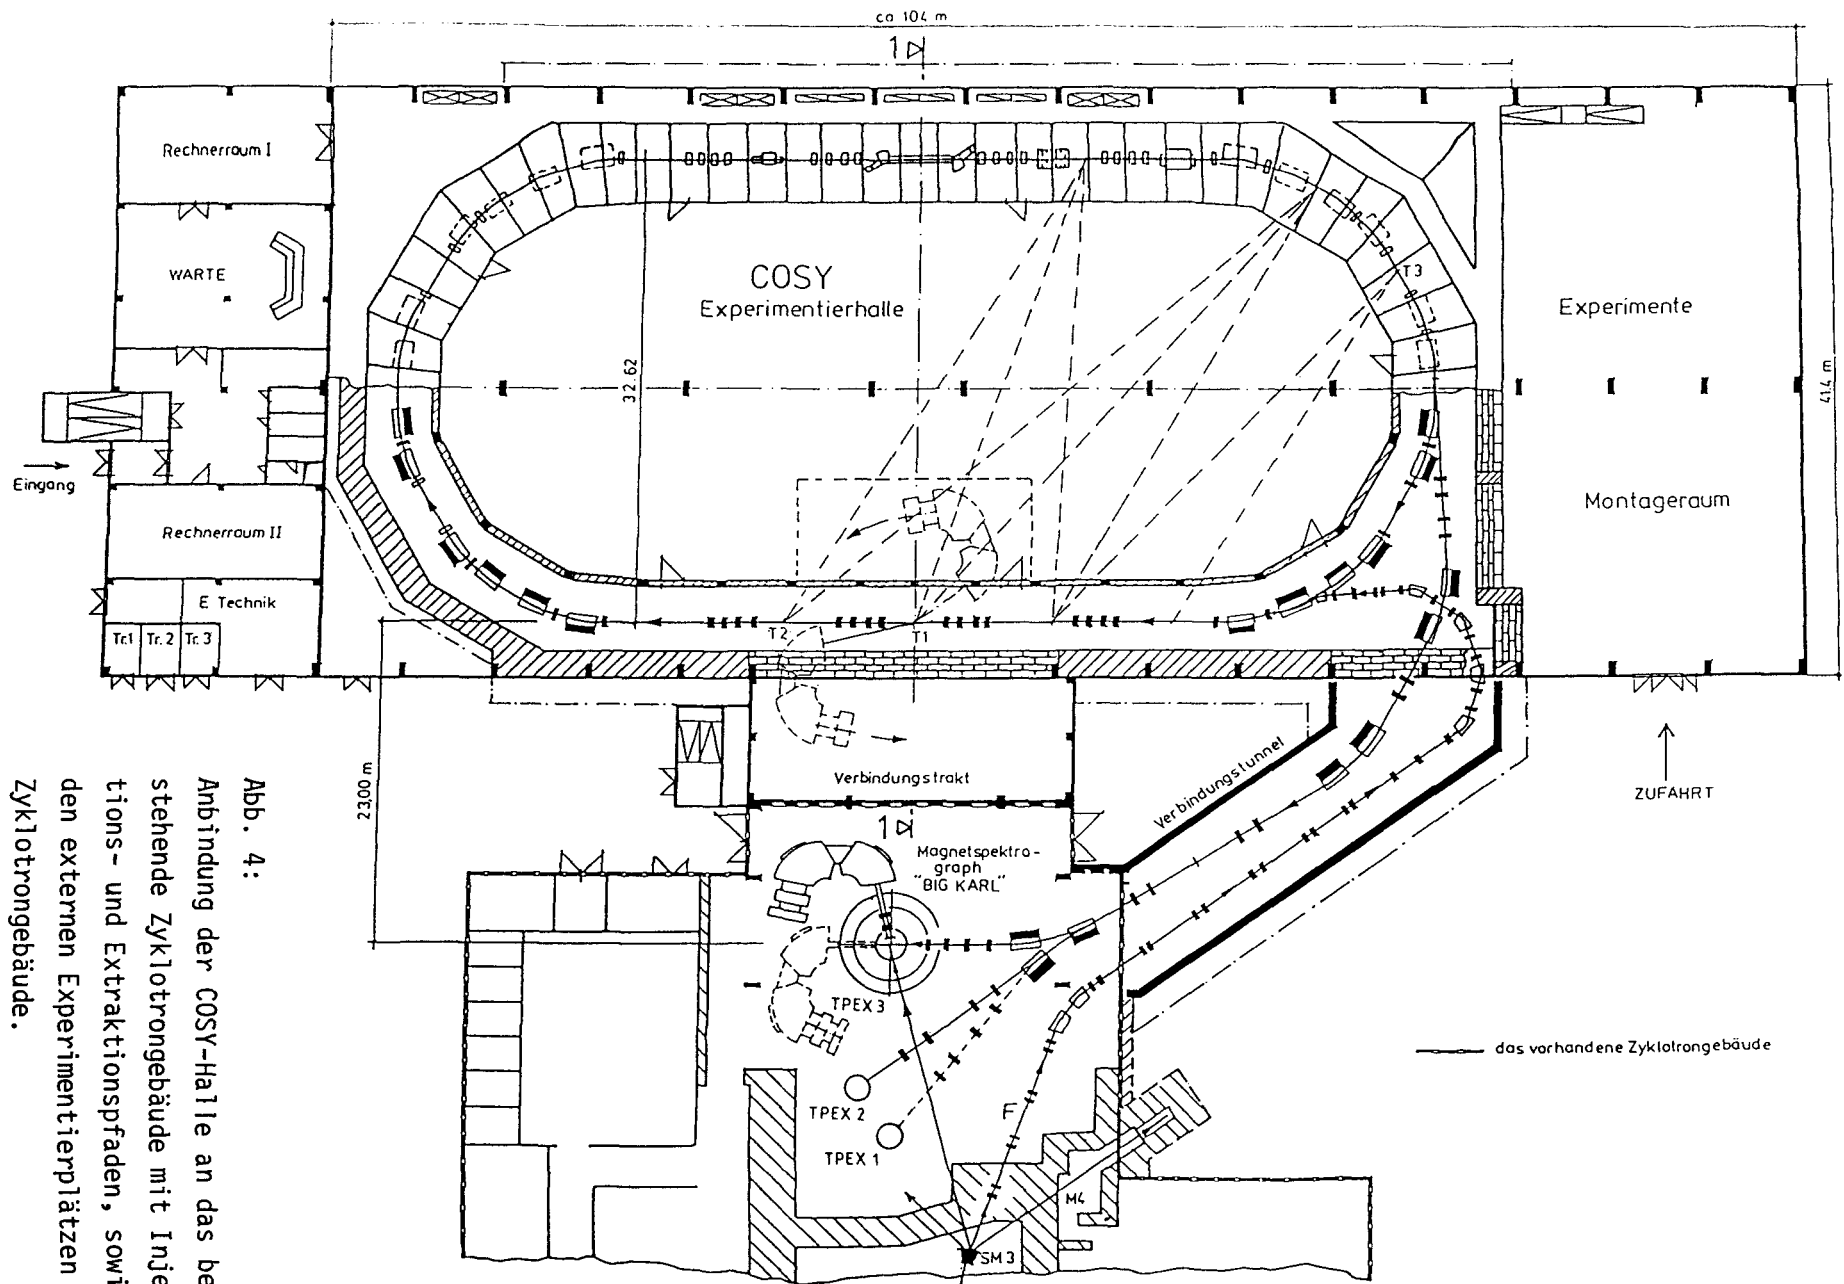 ca 104 m
1
Rechnerraum I
WARTE
COSY
Experimentierhalle
T3
Experimente
32.62
41.4 m
Eingang
Montageraum
Rechnerraum II
E Technik
Tr.1 Tr. 2 Tr. 3
T2
T1
Verbindungstrakt
Verbindungstunnel
ZUFAHRT
23,00 m
1
Magnetspektro-
graph
"BIG KARL"
TPEX 3
TPEX 2
TPEX 1
F
M4
SM3
das vorhandene Zyklotrongebäude
Abb. 4:
Anbindung der COSY-Halle an das be
stehende Zyklotrongebäude mit Inje
tions- und Extraktionspfaden, sowi
den externen Experimentierplätzen
Zyklotrongebäude.